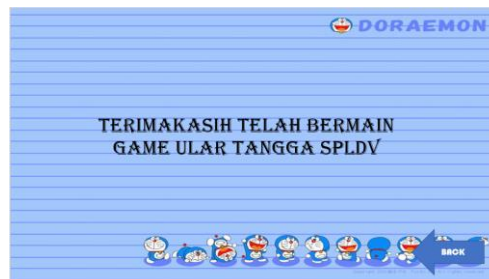 DORAEMON
TERIMAKASIH TELAH BERMAIN
GAME ULAR TANGGA SPLDV
BACK